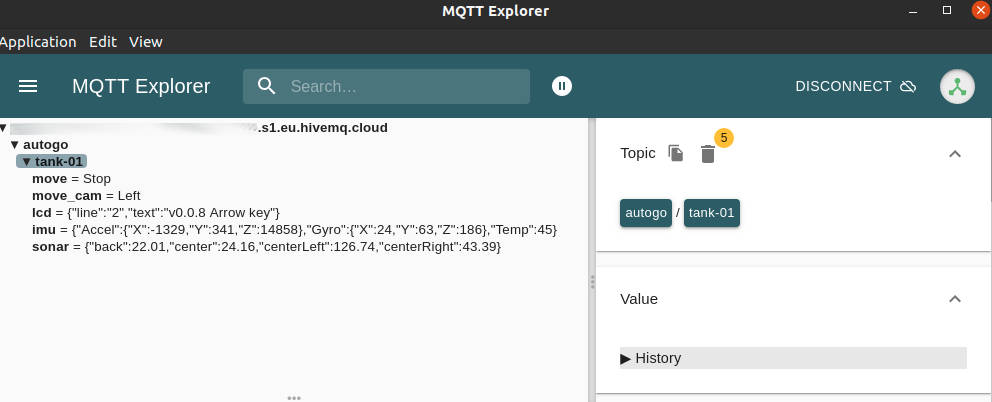 MQTT Explorer
Application Edit View
MQTT Explorer
Search...
DISCONNECT
.s1.eu.hivemq.cloud
▼ autogo
▼ tank-01
move = Stop
move_cam = Left
lcd = {"line":"2","text":"v0.0.8 Arrow key"}
imu = {"Accel":{"X":-1329,"Y":341,"Z":14858},"Gyro":{"X":24,"Y":63,"Z":186},"Temp":45}
sonar = {"back":22.01,"center":24.16,"centerLeft":126.74,"centerRight":43.39}
Topic 5
autogo / tank-01
Value
▶ History